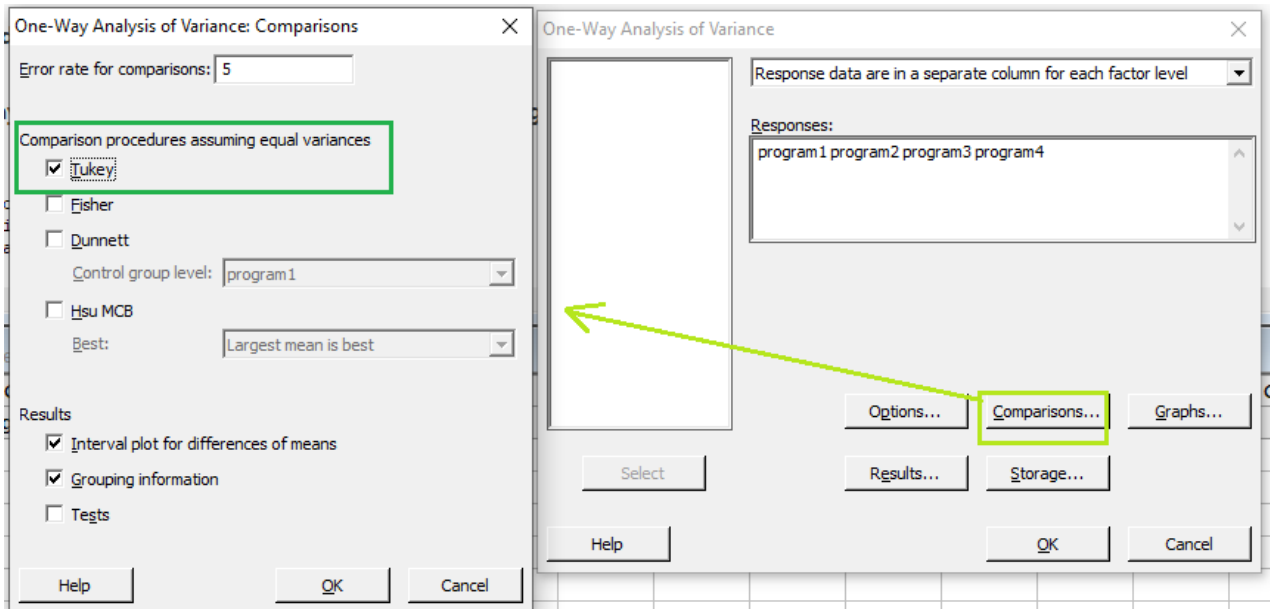 One-Way Analysis of Variance: Comparisons
Error rate for comparisons: 5
Comparison procedures assuming equal variances
Tukey
Fisher
Dunnett
Control group level: program1
Hsu MCB
Best: Largest mean is best
Results
Interval plot for differences of means
Grouping information
Tests
Help OK Cancel
One-Way Analysis of Variance
Response data are in a separate column for each factor level
Responses:
program1 program2 program3 program4
Options... Comparisons... Graphs...
Select Results... Storage...
Help OK Cancel